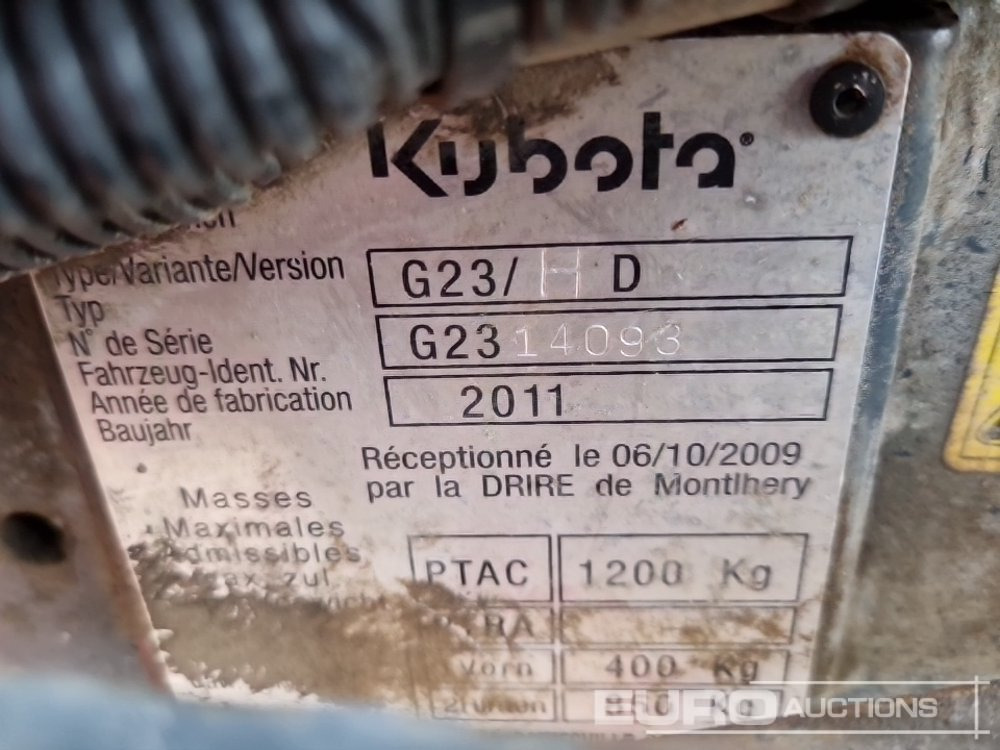 Kubota®
Type/Variante/Version G23/ H D
Typ
N° de Série G23 14093
Fahrzeug-Ident. Nr.
Année de fabrication 2011
Baujahr
Réceptionné le 06/10/2009
par la DRIRE de Montlhery
Masses
Maximales
Admissibles
PTAC 1200 Kg
Vorn 400 Kg
Kg
EURO AUCTIONS